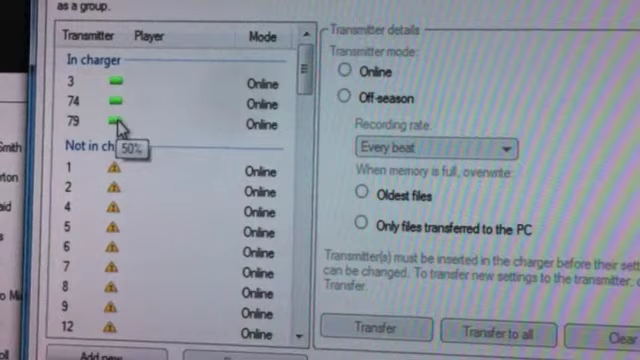 as a group.
Transmitter Player Mode
In charger
3 Online
74 Online
79 Online
50%
Not in ch
1 Online
2 Online
4 Online
5 Online
6 Online
7 Online
8 Online
9 Online
12 Online
Add new
Smith
rton
aid
Transmitter details
Transmitter mode:
Online
Off-season
Recording rate:
Every beat
When memory is full, overwrite:
Oldest files
Only files transferred to the PC
Transmitter(s) must be inserted in the charger before their sett
can be changed. To transfer new settings to the transmitter, c
Transfer.
Transfer Transfer to all Clear